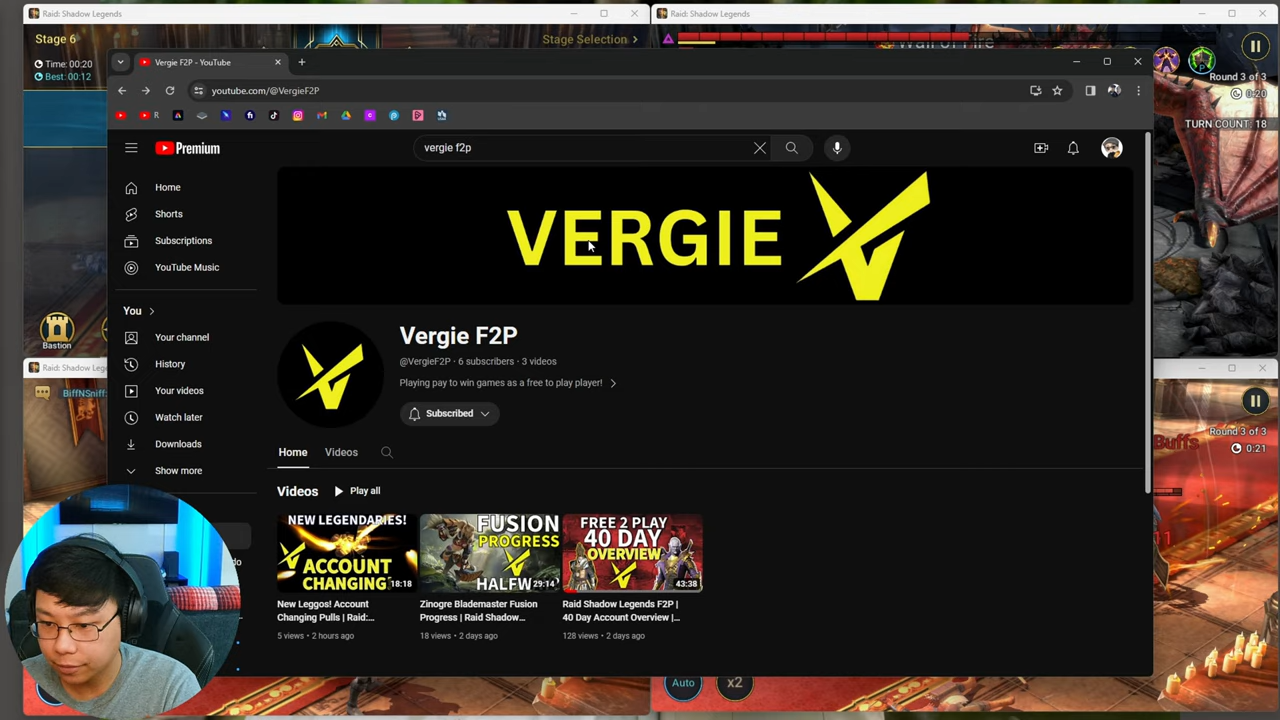 Raid: Shadow Legends
Raid: Shadow Legends
Stage 6
Stage Selection >
Wall of Fire
Time: 00:20
Best: 00:12
Round 3 of 3
0:20
TURN COUNT: 18
Vergie F2P - YouTube
youtube.com/@VergieF2P
R
Premium
vergie f2p
Home
Shorts
Subscriptions
YouTube Music
You
Your channel
History
Your videos
Watch later
Downloads
Show more
VERGIE
Vergie F2P
@VergieF2P · 6 subscribers · 3 videos
Playing pay to win games as a free to play player!
Subscribed
Home
Videos
Videos
Play all
NEW LEGENDARIES!
ACCOUNT
CHANGING
18:18
FUSION
PROGRESS
HALFW
29:14
FREE 2 PLAY
40 DAY
OVERVIEW
43:38
New Leggos! Account
Changing Pulls | Raid:...
5 views • 2 hours ago
Zinogre Blademaster Fusion
Progress | Raid Shadow...
18 views • 2 days ago
Raid Shadow Legends F2P |
40 Day Account Overview |...
128 views • 2 days ago
Bastion
Raid: Shadow Lege
BiffNSniff:
Round 3 of 3
0:21
Buffs
Auto
x2